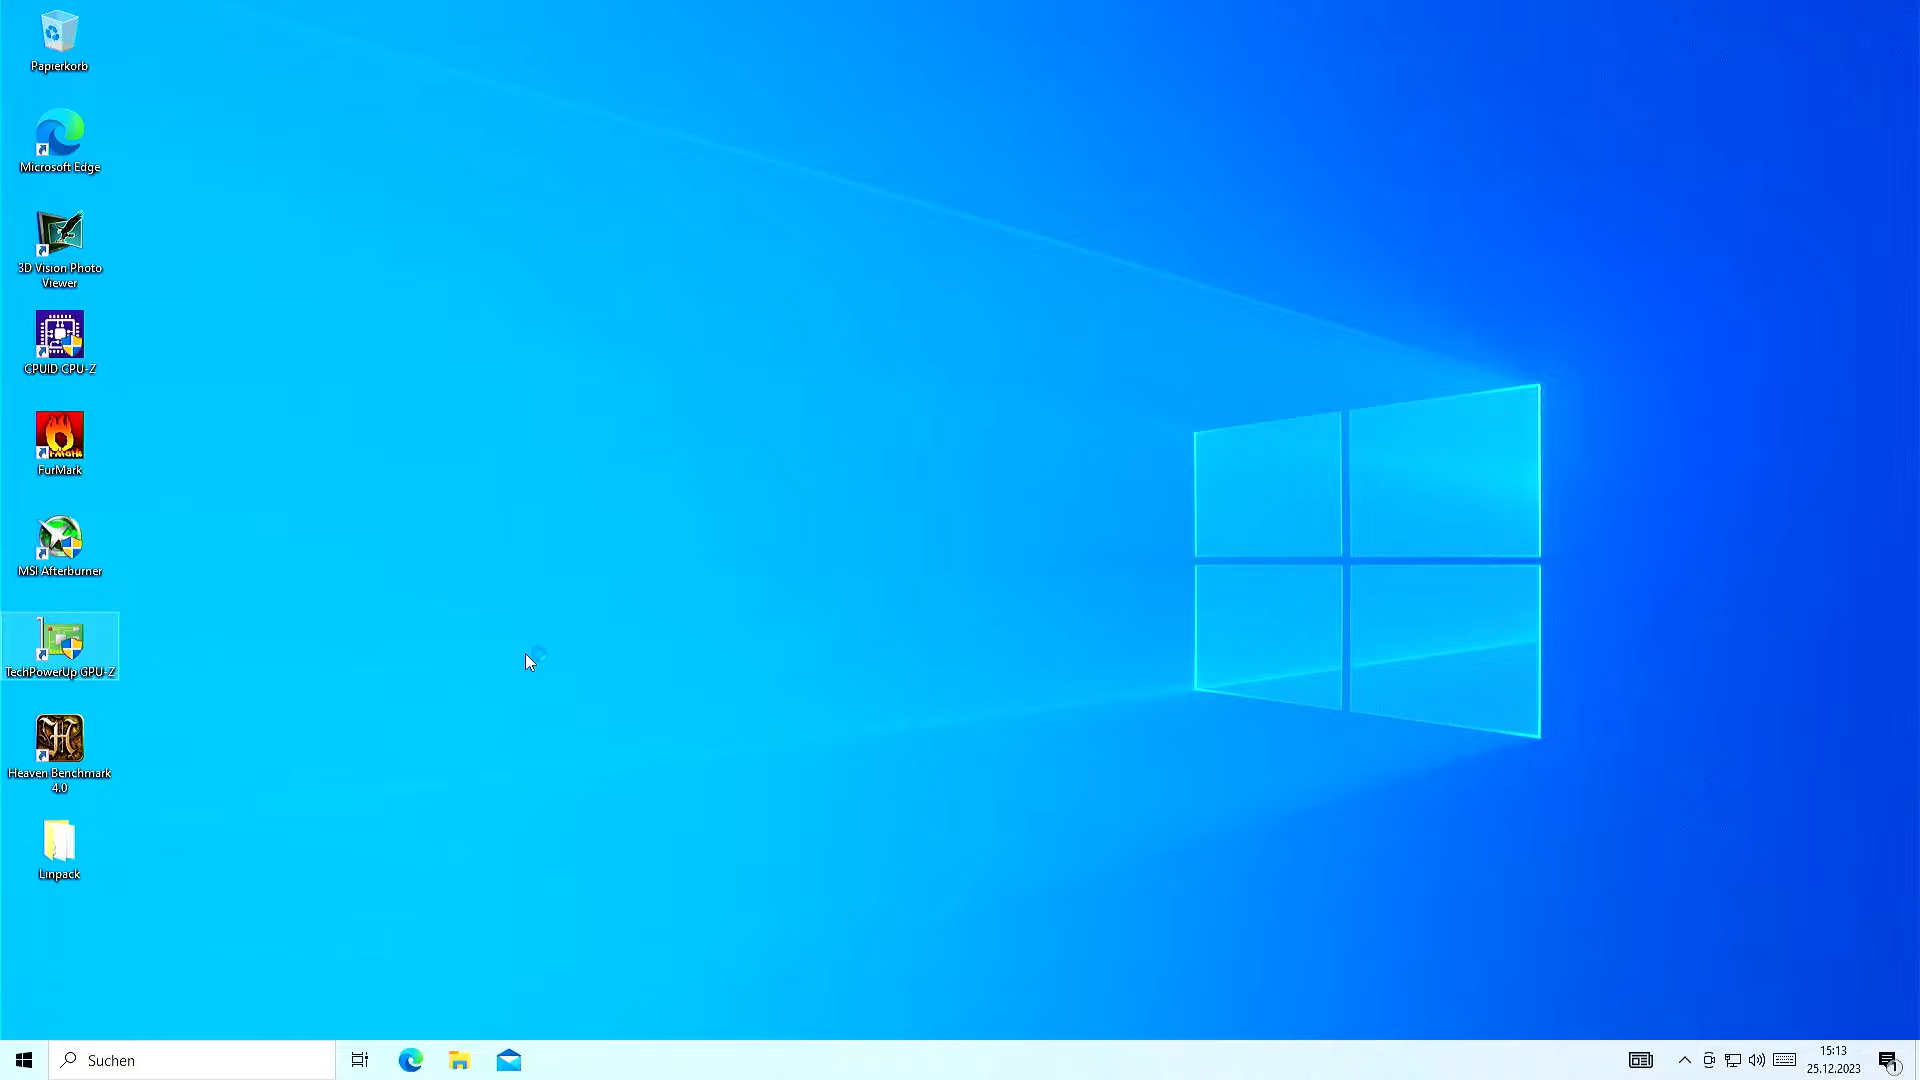 Papierkorb
Microsoft Edge
3D Vision Photo
Viewer
CPUID CPU-Z
FurMark
MSI Afterburner
TechPowerUp GPU-Z
Heaven Benchmark
4.0
Linpack
Suchen
15:13
25.12.2023
1